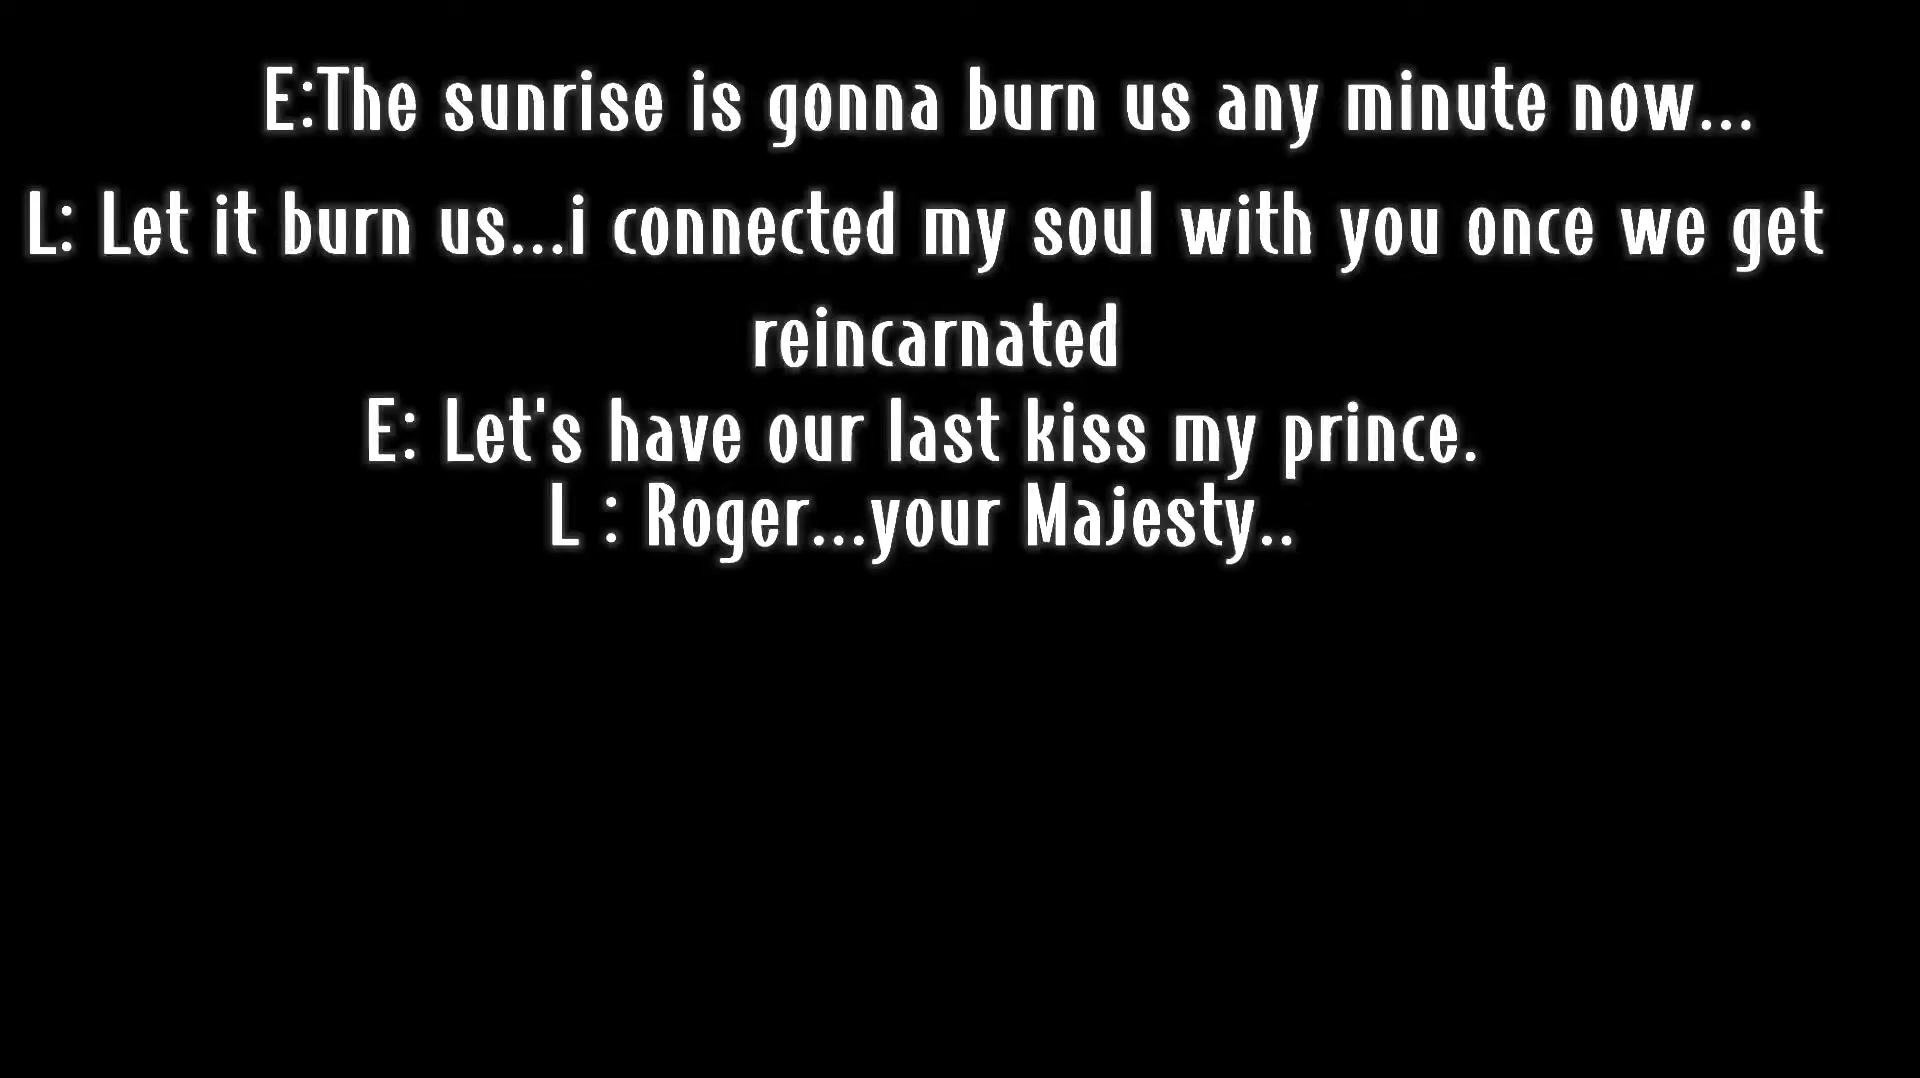 E:The sunrise is gonna burn us any minute now...
L: Let it burn us...i connected my soul with you once we get
reincarnated
E: Let's have our last kiss my prince.
L : Roger...your Majesty..